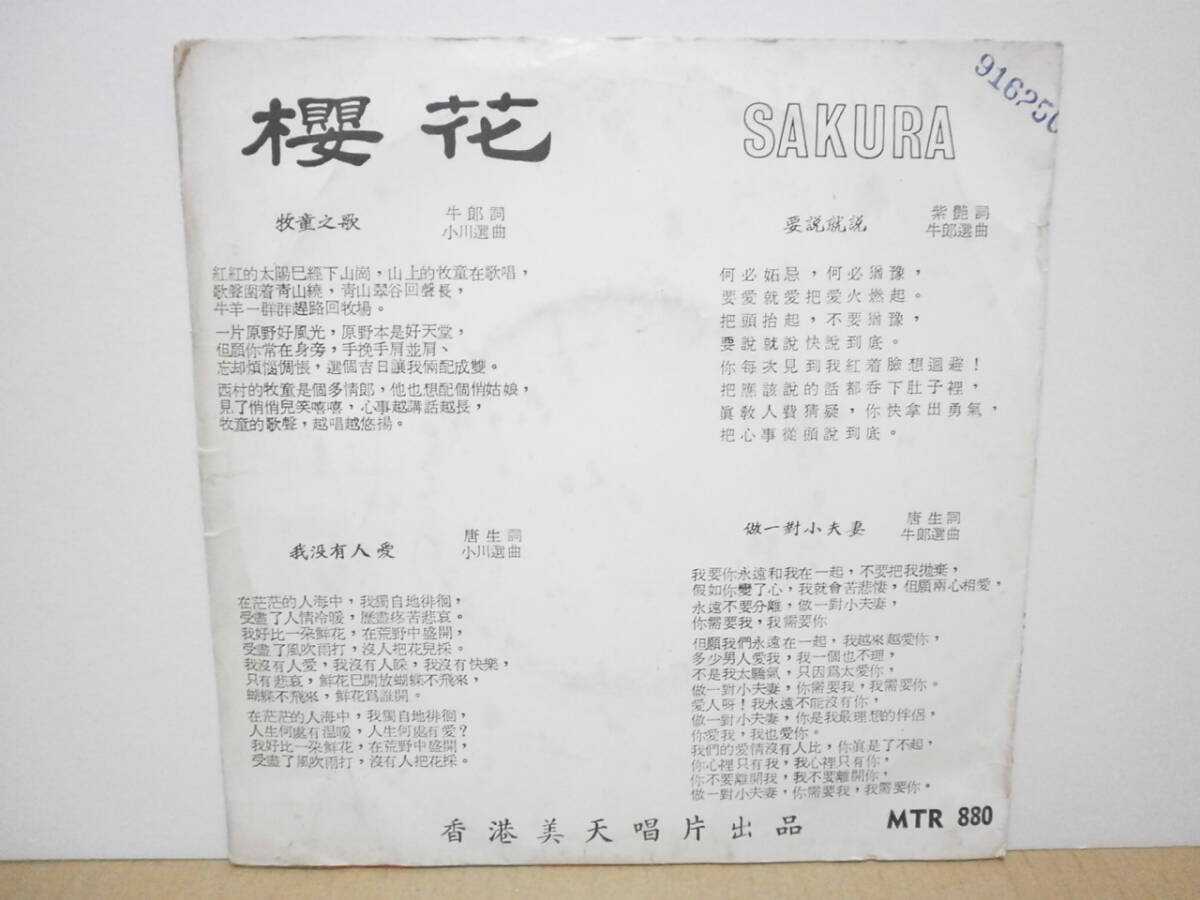 櫻花
SAKURA
916250
牧童之歌
牛郎詞
小川選曲
紅紅的太陽已經下山崗，山上的牧童在歌唱，
歌聲圍着青山繞，青山翠谷回聲長，
牛羊一群群趕路回牧場。
一片原野好風光，原野本是好天堂，
但願你常在身旁，手挽手肩並肩、
忘却煩惱惆悵，選個吉日讓我倆配成雙。
西村的牧童是個多情郎，他也想配個悄姑娘，
見了悄悄兒笑嘻嘻，心事越講話越長，
牧童的歌聲，越唱越悠揚。
要説就説
紫艷詞
牛郎選曲
何必妬忌，何必猶豫，
要愛就愛把愛火燃起。
把頭抬起，不要猶豫，
要說就說快說到底。
你每次見到我紅着臉想迴避！
把應該說的話都吞下肚子裡，
眞敎人費猜疑，你快拿出勇氣，
把心事從頭說到底。
我没有人愛
唐生詞
小川選曲
在茫茫的人海中，我獨自地徘徊，
受盡了人情冷暖，歷盡疼苦悲哀。
我好比一朶鮮花，在荒野中盛開，
受盡了風吹雨打，沒人把花兒採。
我沒有人愛，我沒有人睬，我沒有快樂，
只有悲哀，鮮花已開放蝴蝶不飛來，
蝴蝶不飛來，鮮花爲誰開。
在茫茫的人海中，我獨自地徘徊，
人生何處有温暖，人生何處有愛？
我好比一朶鮮花，在荒野中盛開，
受盡了風吹雨打，沒有人把花採。
做一對小夫妻
唐生詞
牛郎選曲
我要你永遠和我在一起，不要把我拋棄，
假如你變了心，我就會苦悲悽，但願兩心相愛，
永遠不要分離，做一對小夫妻，
你需要我，我需要你
但願我們永遠在一起，我越來越愛你，
多少男人愛我，我一個也不理，
不是我太驕氣，只因爲太愛你，
做一對小夫妻，你需要我，我需要你。
愛人呀！我永遠不能沒有你，
做一對小夫妻，你是我最理想的伴侶，
你愛我，我也愛你。
我們的愛情沒有人比，你眞是了不起，
你心裡只有我，我心裡只有你，
你不要離開我，我不要離開你，
做一對小夫妻，你需要我，我需要你。
香港美天唱片出品
MTR 880